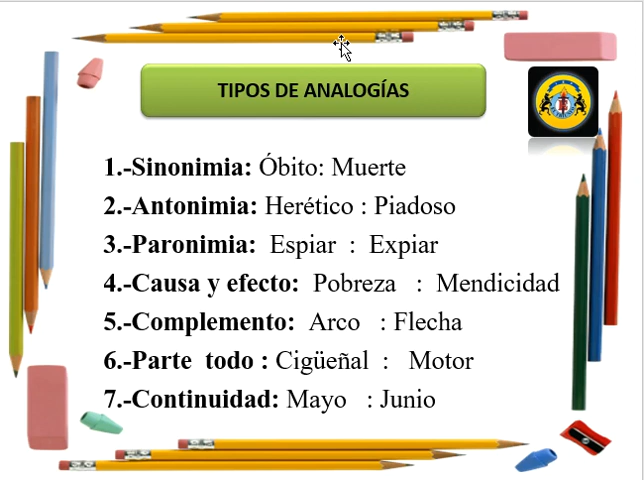 TIPOS DE ANALOGÍAS
1.-Sinonimia: Óbito: Muerte
2.-Antonimia: Herético : Piadoso
3.-Paronimia: Espiar : Expiar
4.-Causa y efecto: Pobreza : Mendicidad
5.-Complemento: Arco : Flecha
6.-Parte todo : Cigüeñal : Motor
7.-Continuidad: Mayo : Junio